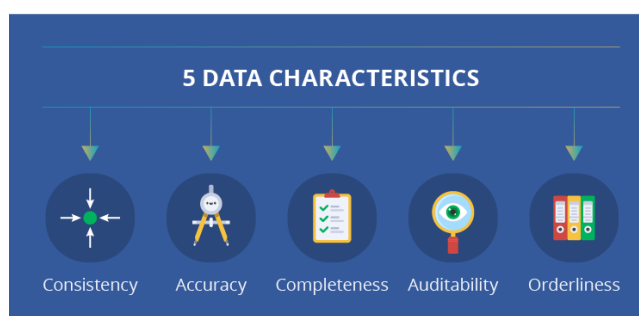 5 DATA CHARACTERISTICS
Consistency Accuracy Completeness Auditability Orderliness